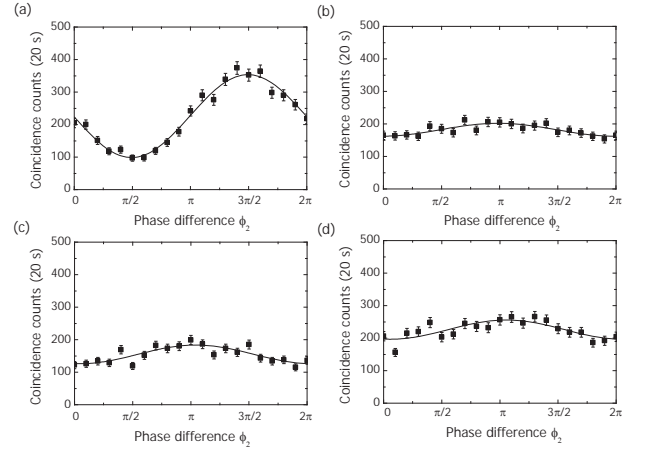 (a)
500
400
300
200
100
0
Coincidence counts (20 s)
0
π/2
π
3π/2
2π
Phase difference ϕ2
(b)
500
400
300
200
100
0
Coincidence counts (20 s)
0
π/2
π
3π/2
2π
Phase difference ϕ2
(c)
500
400
300
200
100
0
Coincidence counts (20 s)
0
π/2
π
3π/2
2π
Phase difference ϕ2
(d)
500
400
300
200
100
0
Coincidence counts (20 s)
0
π/2
π
3π/2
2π
Phase difference ϕ2